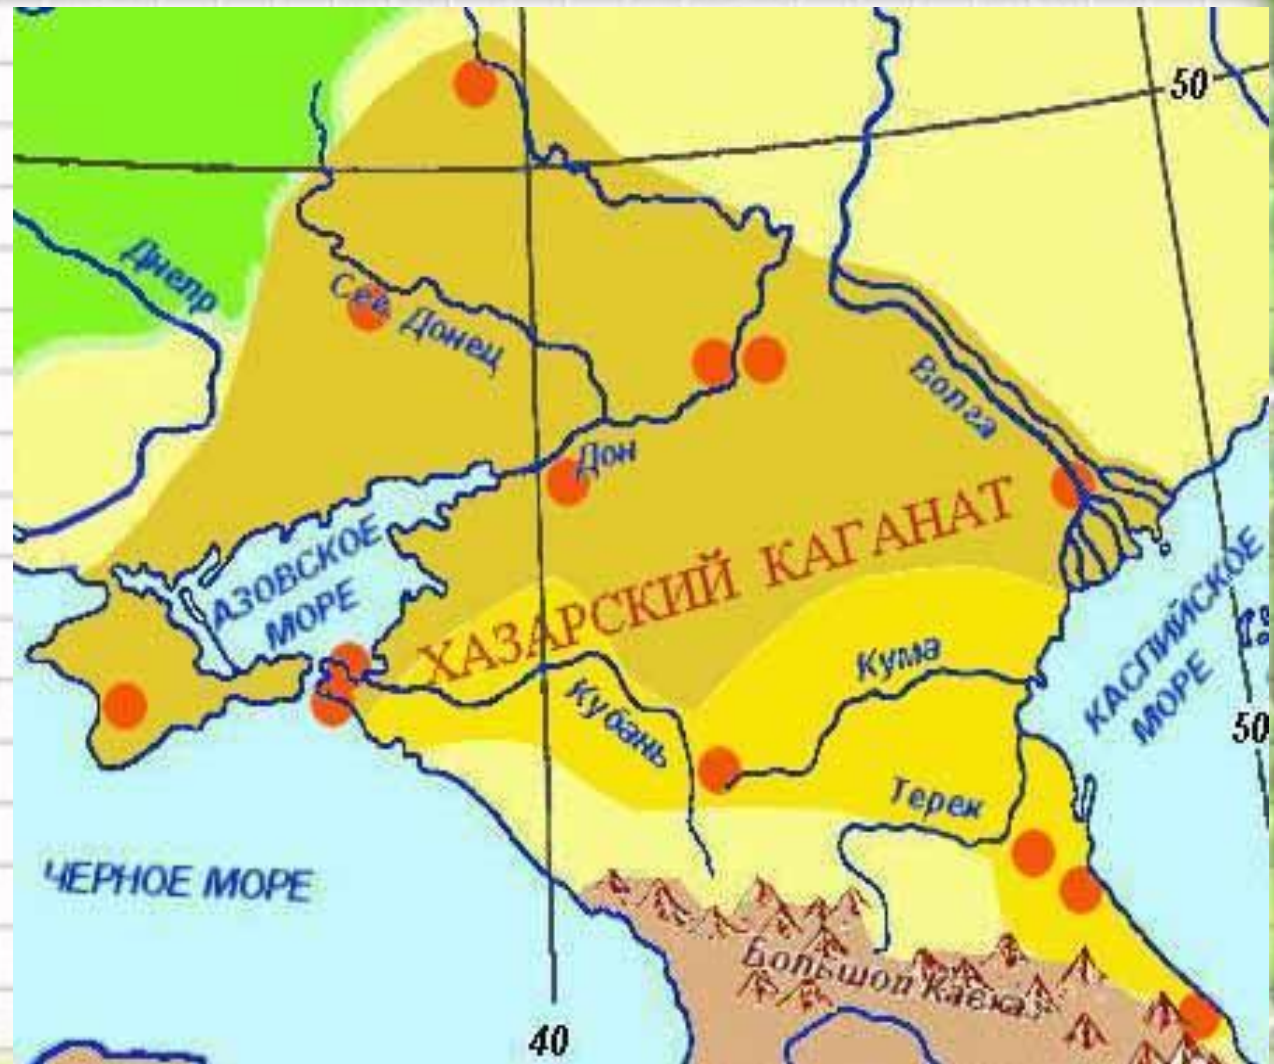 50
Днепр
Сев. Донец
Волга
Дон
АЗОВСКОЕ
МОРЕ
ХАЗАРСКИЙ КАГАНАТ
КАСПИЙСКОЕ
МОРЕ
Кума
Кубань
50
Терек
ЧЕРНОЕ МОРЕ
Большой Кавказ
40